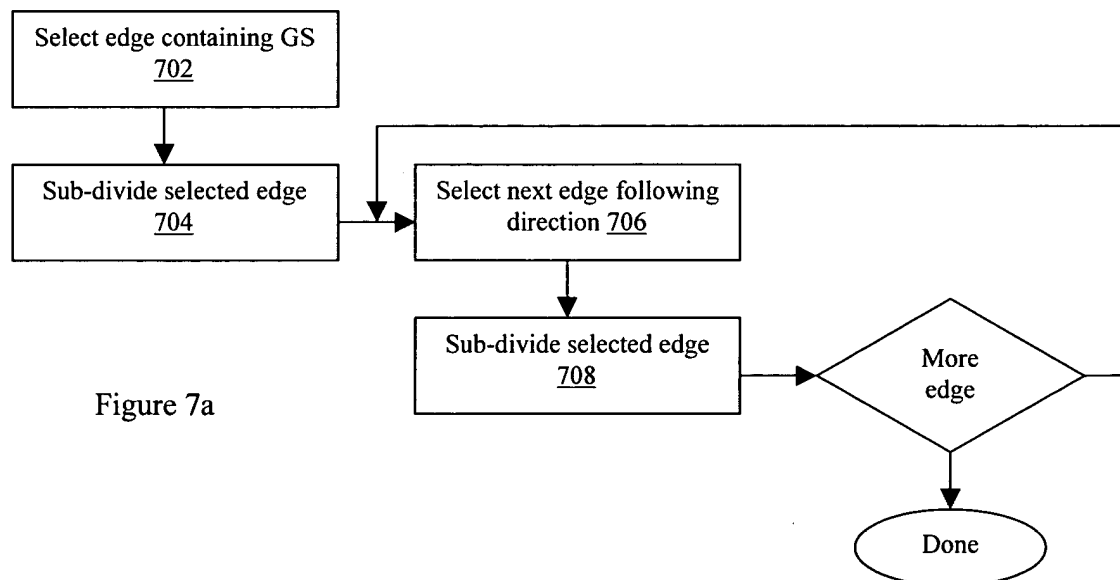 Select edge containing GS
702
Sub-divide selected edge
704
Select next edge following
direction 706
Sub-divide selected edge
708
More
edge
Figure 7a
Done